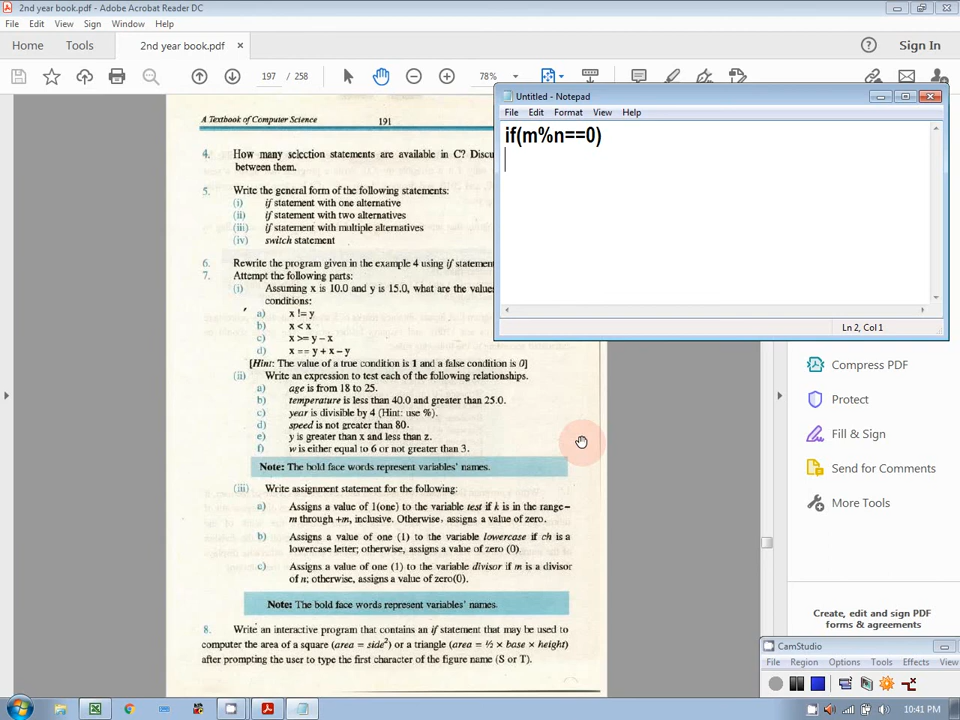 2nd year book.pdf - Adobe Acrobat Reader DC
File Edit View Sign Window Help
Home Tools 2nd year book.pdf × Sign In
197 / 258 78%
Untitled - Notepad
File Edit Format View Help
if(m%n==0)
Ln 2, Col 1
A Textbook of Computer Science 191
4. How many selection statements are available in C? Discu
between them.
5. Write the general form of the following statements:
(i) if statement with one alternative
(ii) if statement with two alternatives
(iii) if statement with multiple alternatives
(iv) switch statement
6. Rewrite the program given in the example 4 using if statemen
7. Attempt the following parts:
(i) Assuming x is 10.0 and y is 15.0, what are the values
conditions:
a) x != y
b) x < x
c) x >= y – x
d) x == y + x – y
[Hint: The value of a true condition is 1 and a false condition is 0]
(ii) Write an expression to test each of the following relationships.
a) age is from 18 to 25.
b) temperature is less than 40.0 and greater than 25.0.
c) year is divisible by 4 (Hint: use %).
d) speed is not greater than 80.
e) y is greater than x and less than z.
f) w is either equal to 6 or not greater than 3.
Note: The bold face words represent variables' names.
(iii) Write assignment statement for the following:
a) Assigns a value of 1(one) to the variable test if k is in the range–
m through +m, inclusive. Otherwise, assigns a value of zero.
b) Assigns a value of one (1) to the variable lowercase if ch is a
lowercase letter; otherwise, assigns a value of zero (0).
c) Assigns a value of one (1) to the variable divisor if m is a divisor
of n; otherwise, assigns a value of zero(0).
Note: The bold face words represent variables' names.
8. Write an interactive program that contains an if statement that may be used to
computer the area of a square (area = side²) or a triangle (area = ½ × base × height)
after prompting the user to type the first character of the figure name (S or T).
Compress PDF
Protect
Fill & Sign
Send for Comments
More Tools
Create, edit and sign PDF
forms & agreements
CamStudio
File Region Options Tools Effects View
10:41 PM